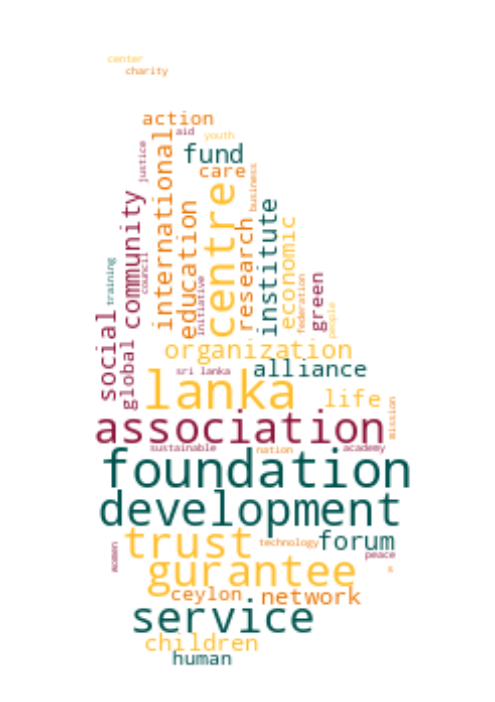 center
charity
action
aid
youth
justice
international
fund
care
business
centre
community
education
research
institute
economic
training
council
initiative
federation
green
people
social
global
organization
sri lanka
alliance
lanka
life
mission
association
sustainable
nation
academy
foundation
development
trust
technology
forum
women
peace
gurantee
s
ceylon
network
service
children
human